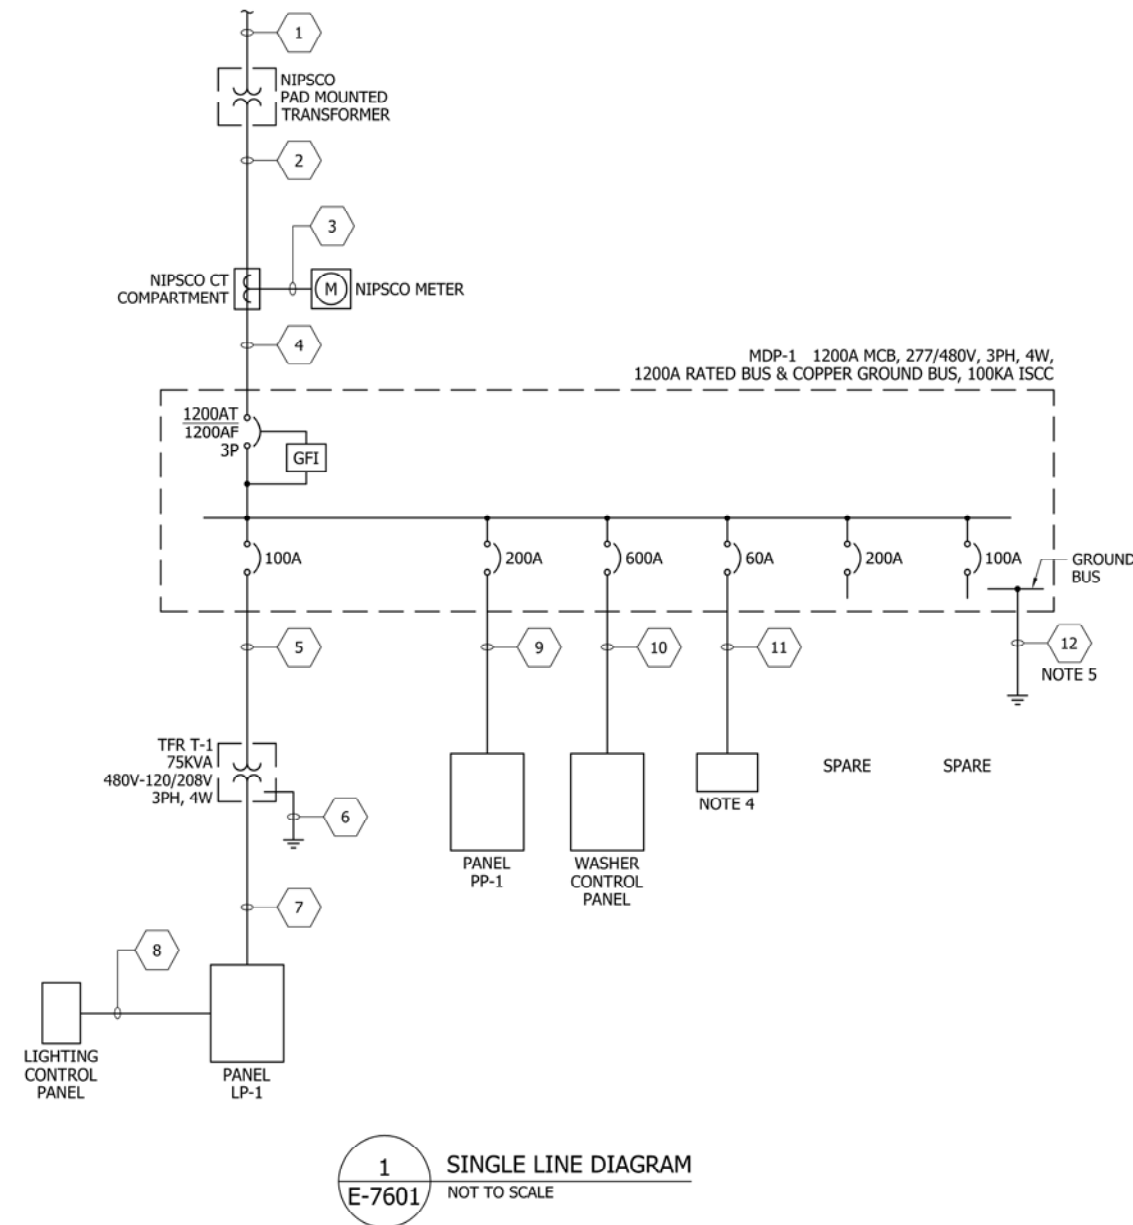 1
NIPSCO
PAD MOUNTED
TRANSFORMER
2
3
NIPSCO CT
COMPARTMENT
M
NIPSCO METER
4
MDP-1 1200A MCB, 277/480V, 3PH, 4W,
1200A RATED BUS & COPPER GROUND BUS, 100KA ISCC
1200AT
1200AF
3P
GFI
100A
200A
600A
60A
200A
100A
GROUND
BUS
5
9
10
11
12
NOTE 5
TFR T-1
75KVA
480V-120/208V
3PH, 4W
6
PANEL
PP-1
WASHER
CONTROL
PANEL
NOTE 4
SPARE
SPARE
7
8
LIGHTING
CONTROL
PANEL
PANEL
LP-1
1
E-7601
SINGLE LINE DIAGRAM
NOT TO SCALE